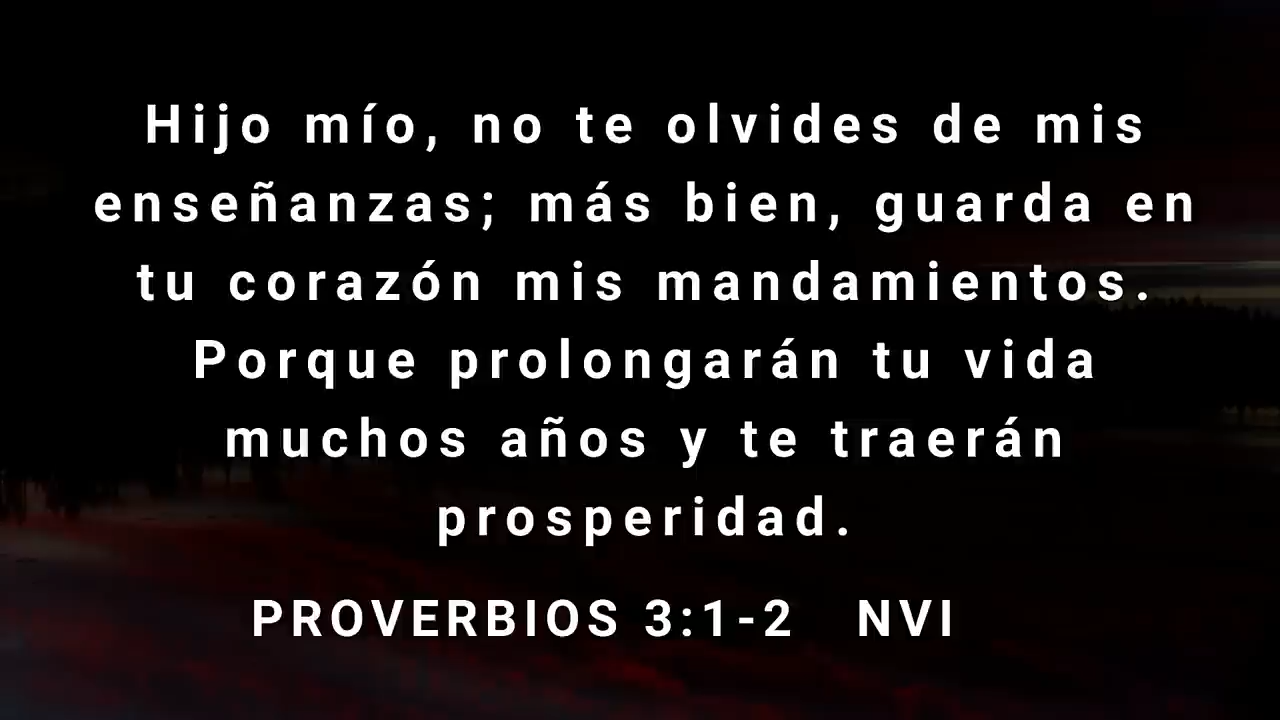 Hijo mío, no te olvides de mis
enseñanzas; más bien, guarda en
tu corazón mis mandamientos.
Porque prolongarán tu vida
muchos años y te traerán
prosperidad.
PROVERBIOS 3:1-2 NVI